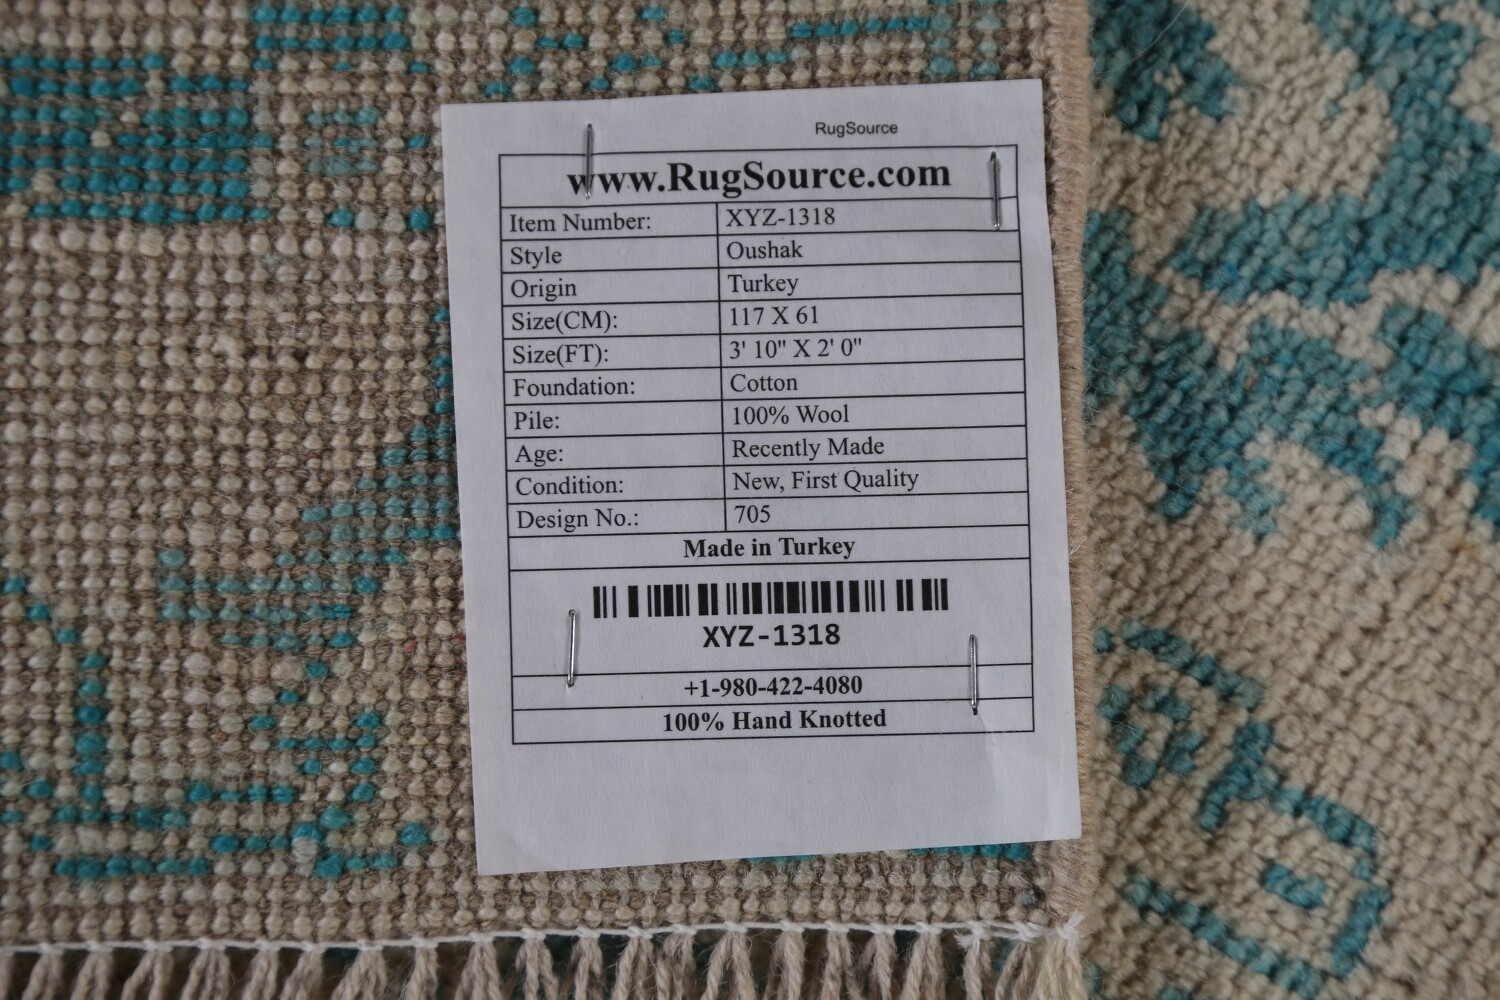 RugSource
www.RugSource.com
Item Number: XYZ-1318
Style Oushak
Origin Turkey
Size(CM): 117 X 61
Size(FT): 3' 10" X 2' 0"
Foundation: Cotton
Pile: 100% Wool
Age: Recently Made
Condition: New, First Quality
Design No.: 705
Made in Turkey
XYZ-1318
+1-980-422-4080
100% Hand Knotted